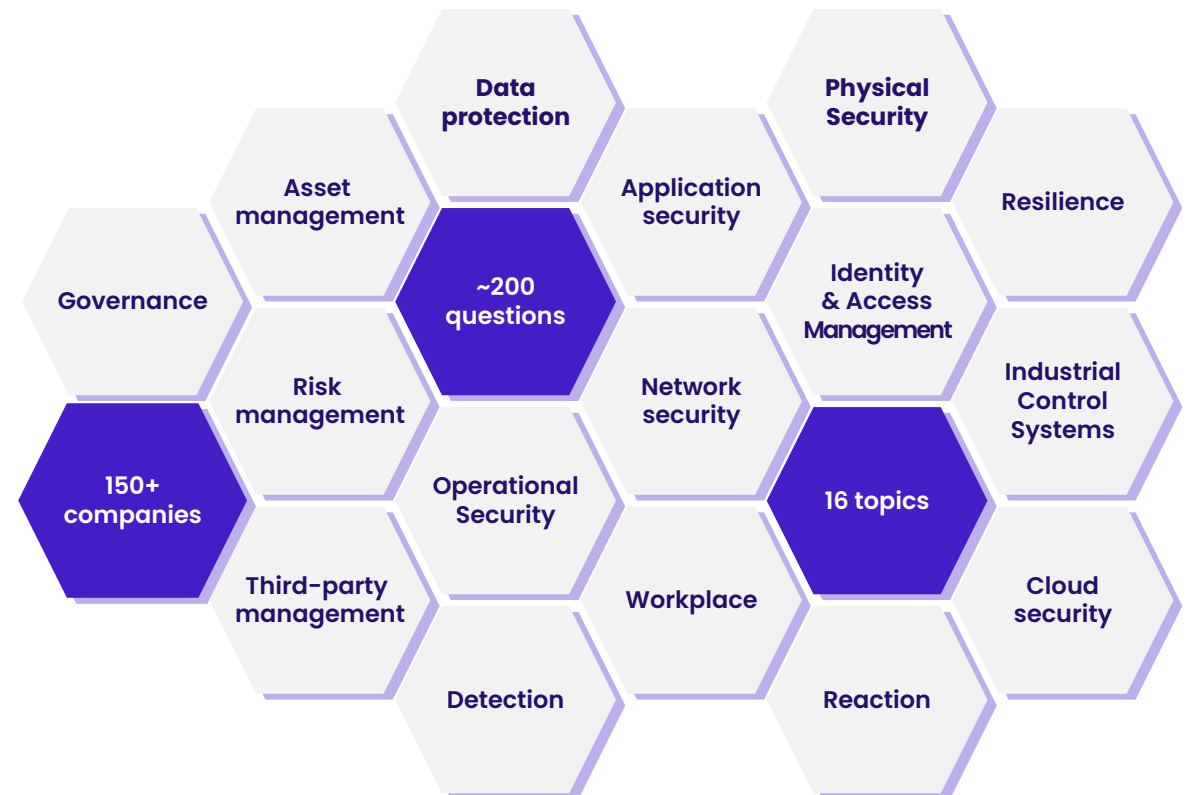 Data
protection
Physical
Security
Asset
management
Application
security
Resilience
Governance
~200
questions
Identity
& Access
Management
Risk
management
Network
security
Industrial
Control
Systems
150+
companies
Operational
Security
16 topics
Third-party
management
Workplace
Cloud
security
Detection
Reaction